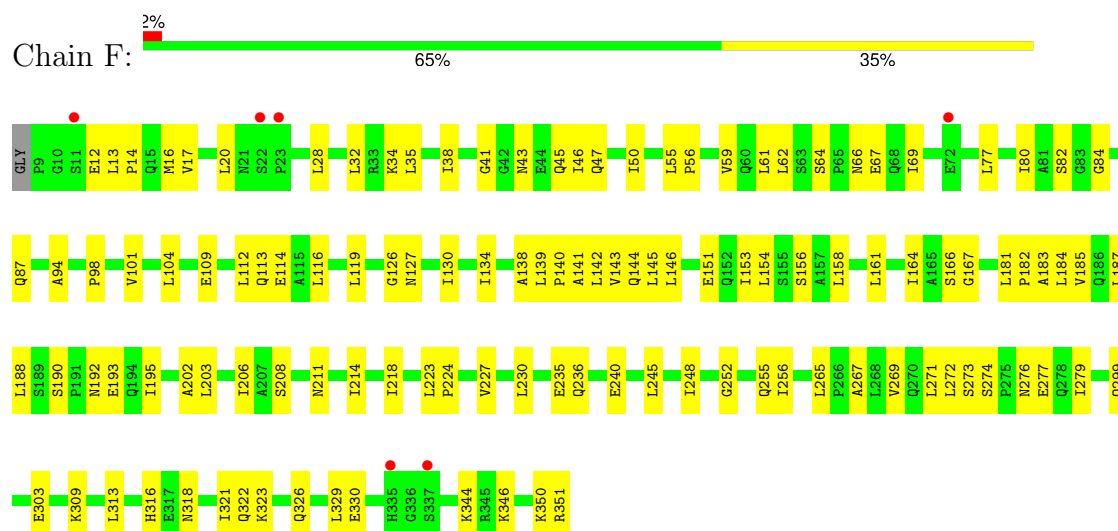 2%
Chain F:
65% 35%
GLY P9 G10 S11 E12 L13 P14 Q15 M16 V17 L20 N21 S22 P23 L28 L32 R33 K34 L35 I38 G41 G42 N43 E44 Q45 I46 Q47 I50 L55 P56 V59 Q60 L61 L62 S63 S64 P65 N66 E67 Q68 I69 E72 L77 I80 A81 S82 G83 G84
Q87 A94 P98 V101 L104 E109 L112 Q113 E114 A115 L116 L119 G126 N127 I130 I134 A138 L139 P140 A141 L142 V143 Q144 L145 L146 E151 Q152 I153 L154 S155 S156 A157 L158 L161 I164 A165 S166 G167 L181 P182 A183 L184 V185 Q186 L187
L188 S189 S190 P191 N192 E193 Q194 I195 A202 L203 I206 A207 S208 N211 I214 I218 L223 P224 V227 L230 E235 Q236 E240 L245 I248 G252 Q255 I256 L265 P266 A267 L268 V269 Q270 L271 L272 S273 S274 P275 N276 E277 Q278 I279 Q299
E303 K309 L313 H316 E317 N318 I321 Q322 K323 Q326 L329 E330 H335 G336 S337 K344 R345 K346 K350 R351